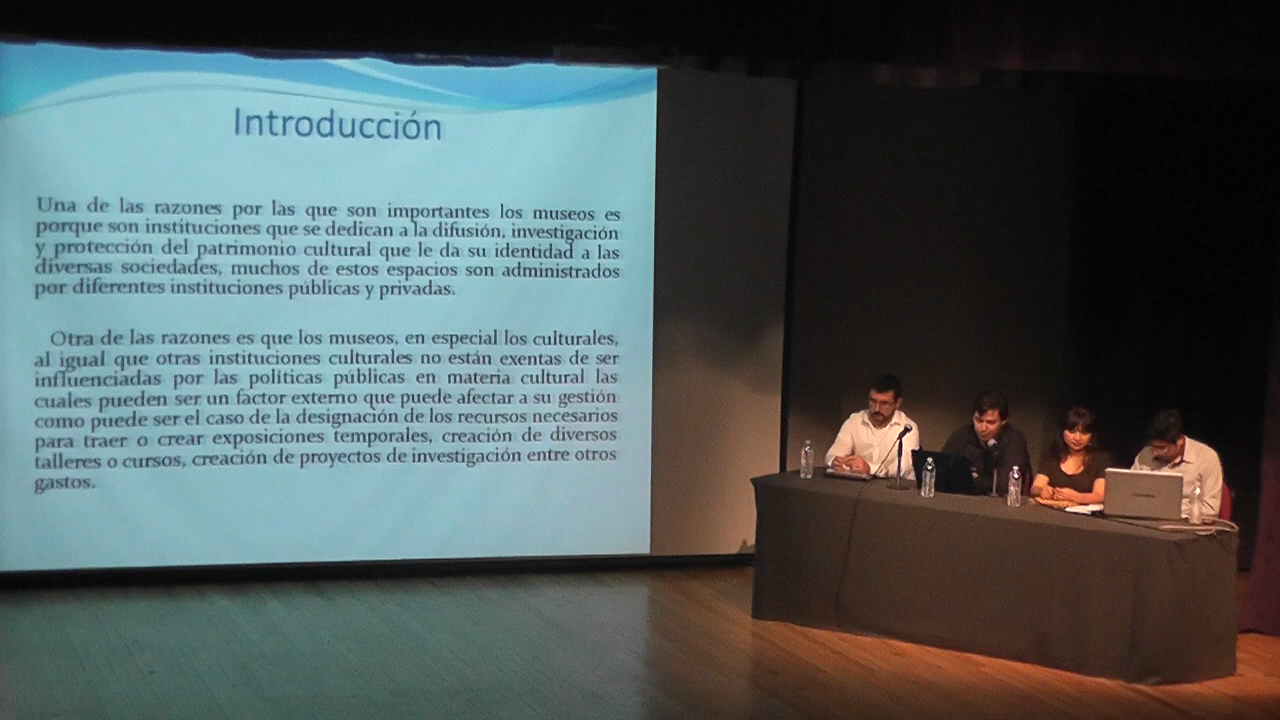 Introducción
Una de las razones por las que son importantes los museos es
porque son instituciones que se dedican a la difusión, investigación
y protección del patrimonio cultural que le da su identidad a las
diversas sociedades, muchos de estos espacios son administrados
por diferentes instituciones públicas y privadas.
Otra de las razones es que los museos, en especial los culturales,
al igual que otras instituciones culturales no están exentas de ser
influenciadas por las políticas públicas en materia cultural las
cuales pueden ser un factor externo que puede afectar a su gestión
como puede ser el caso de la designación de los recursos necesarios
para traer o crear exposiciones temporales, creación de diversos
talleres o cursos, creación de proyectos de investigación entre otros
gastos.